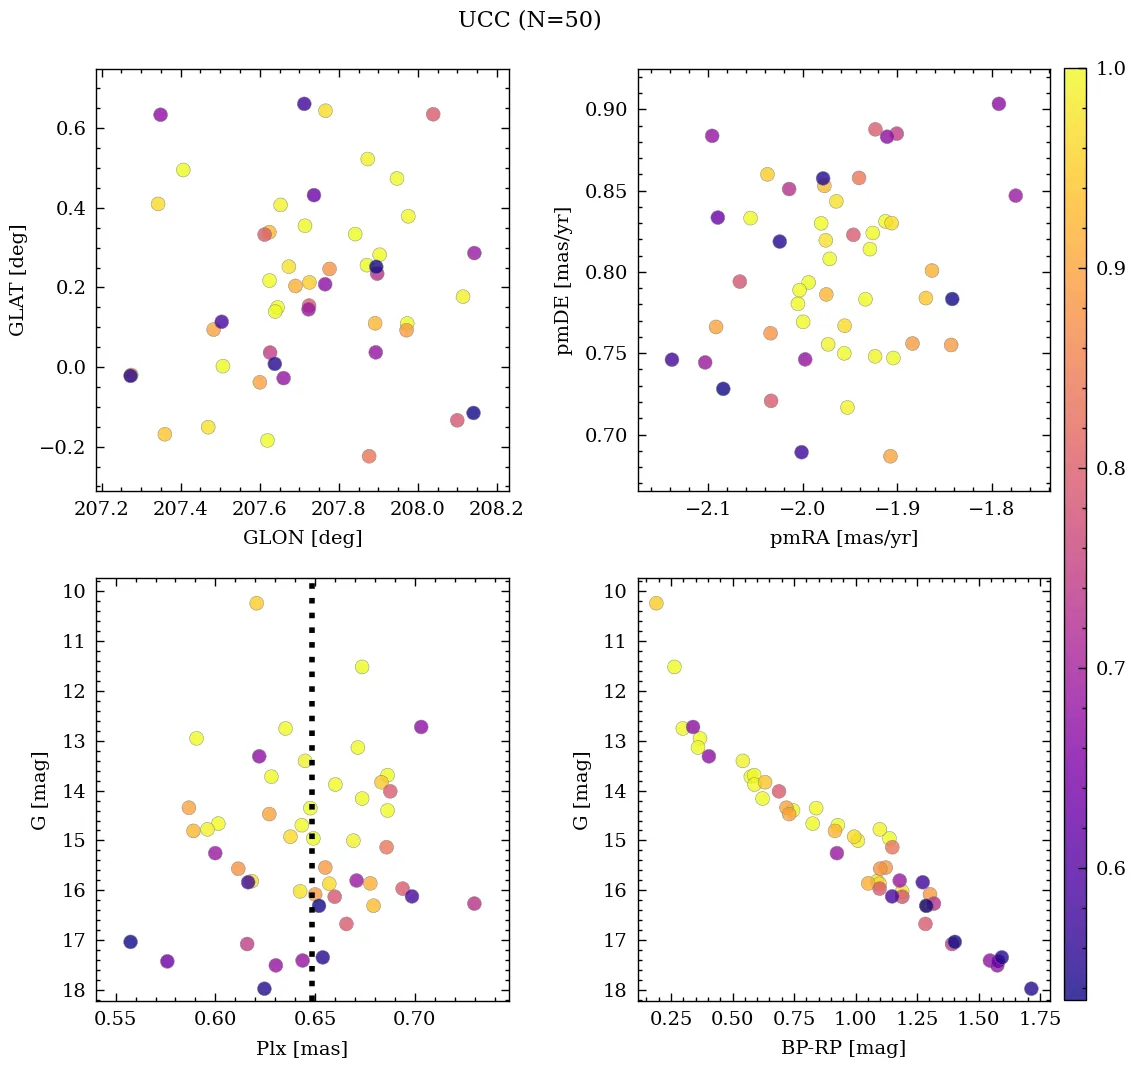 UCC (N=50)
0.6
0.4
0.2
0.0
−0.2
GLAT [deg]
207.2 207.4 207.6 207.8 208.0 208.2
GLON [deg]
0.90
0.85
0.80
0.75
0.70
pmDE [mas/yr]
−2.1 −2.0 −1.9 −1.8
pmRA [mas/yr]
1.0
0.9
0.8
0.7
0.6
10
11
12
13
14
15
16
17
18
G [mag]
0.55 0.60 0.65 0.70
Plx [mas]
10
11
12
13
14
15
16
17
18
G [mag]
0.25 0.50 0.75 1.00 1.25 1.50 1.75
BP-RP [mag]